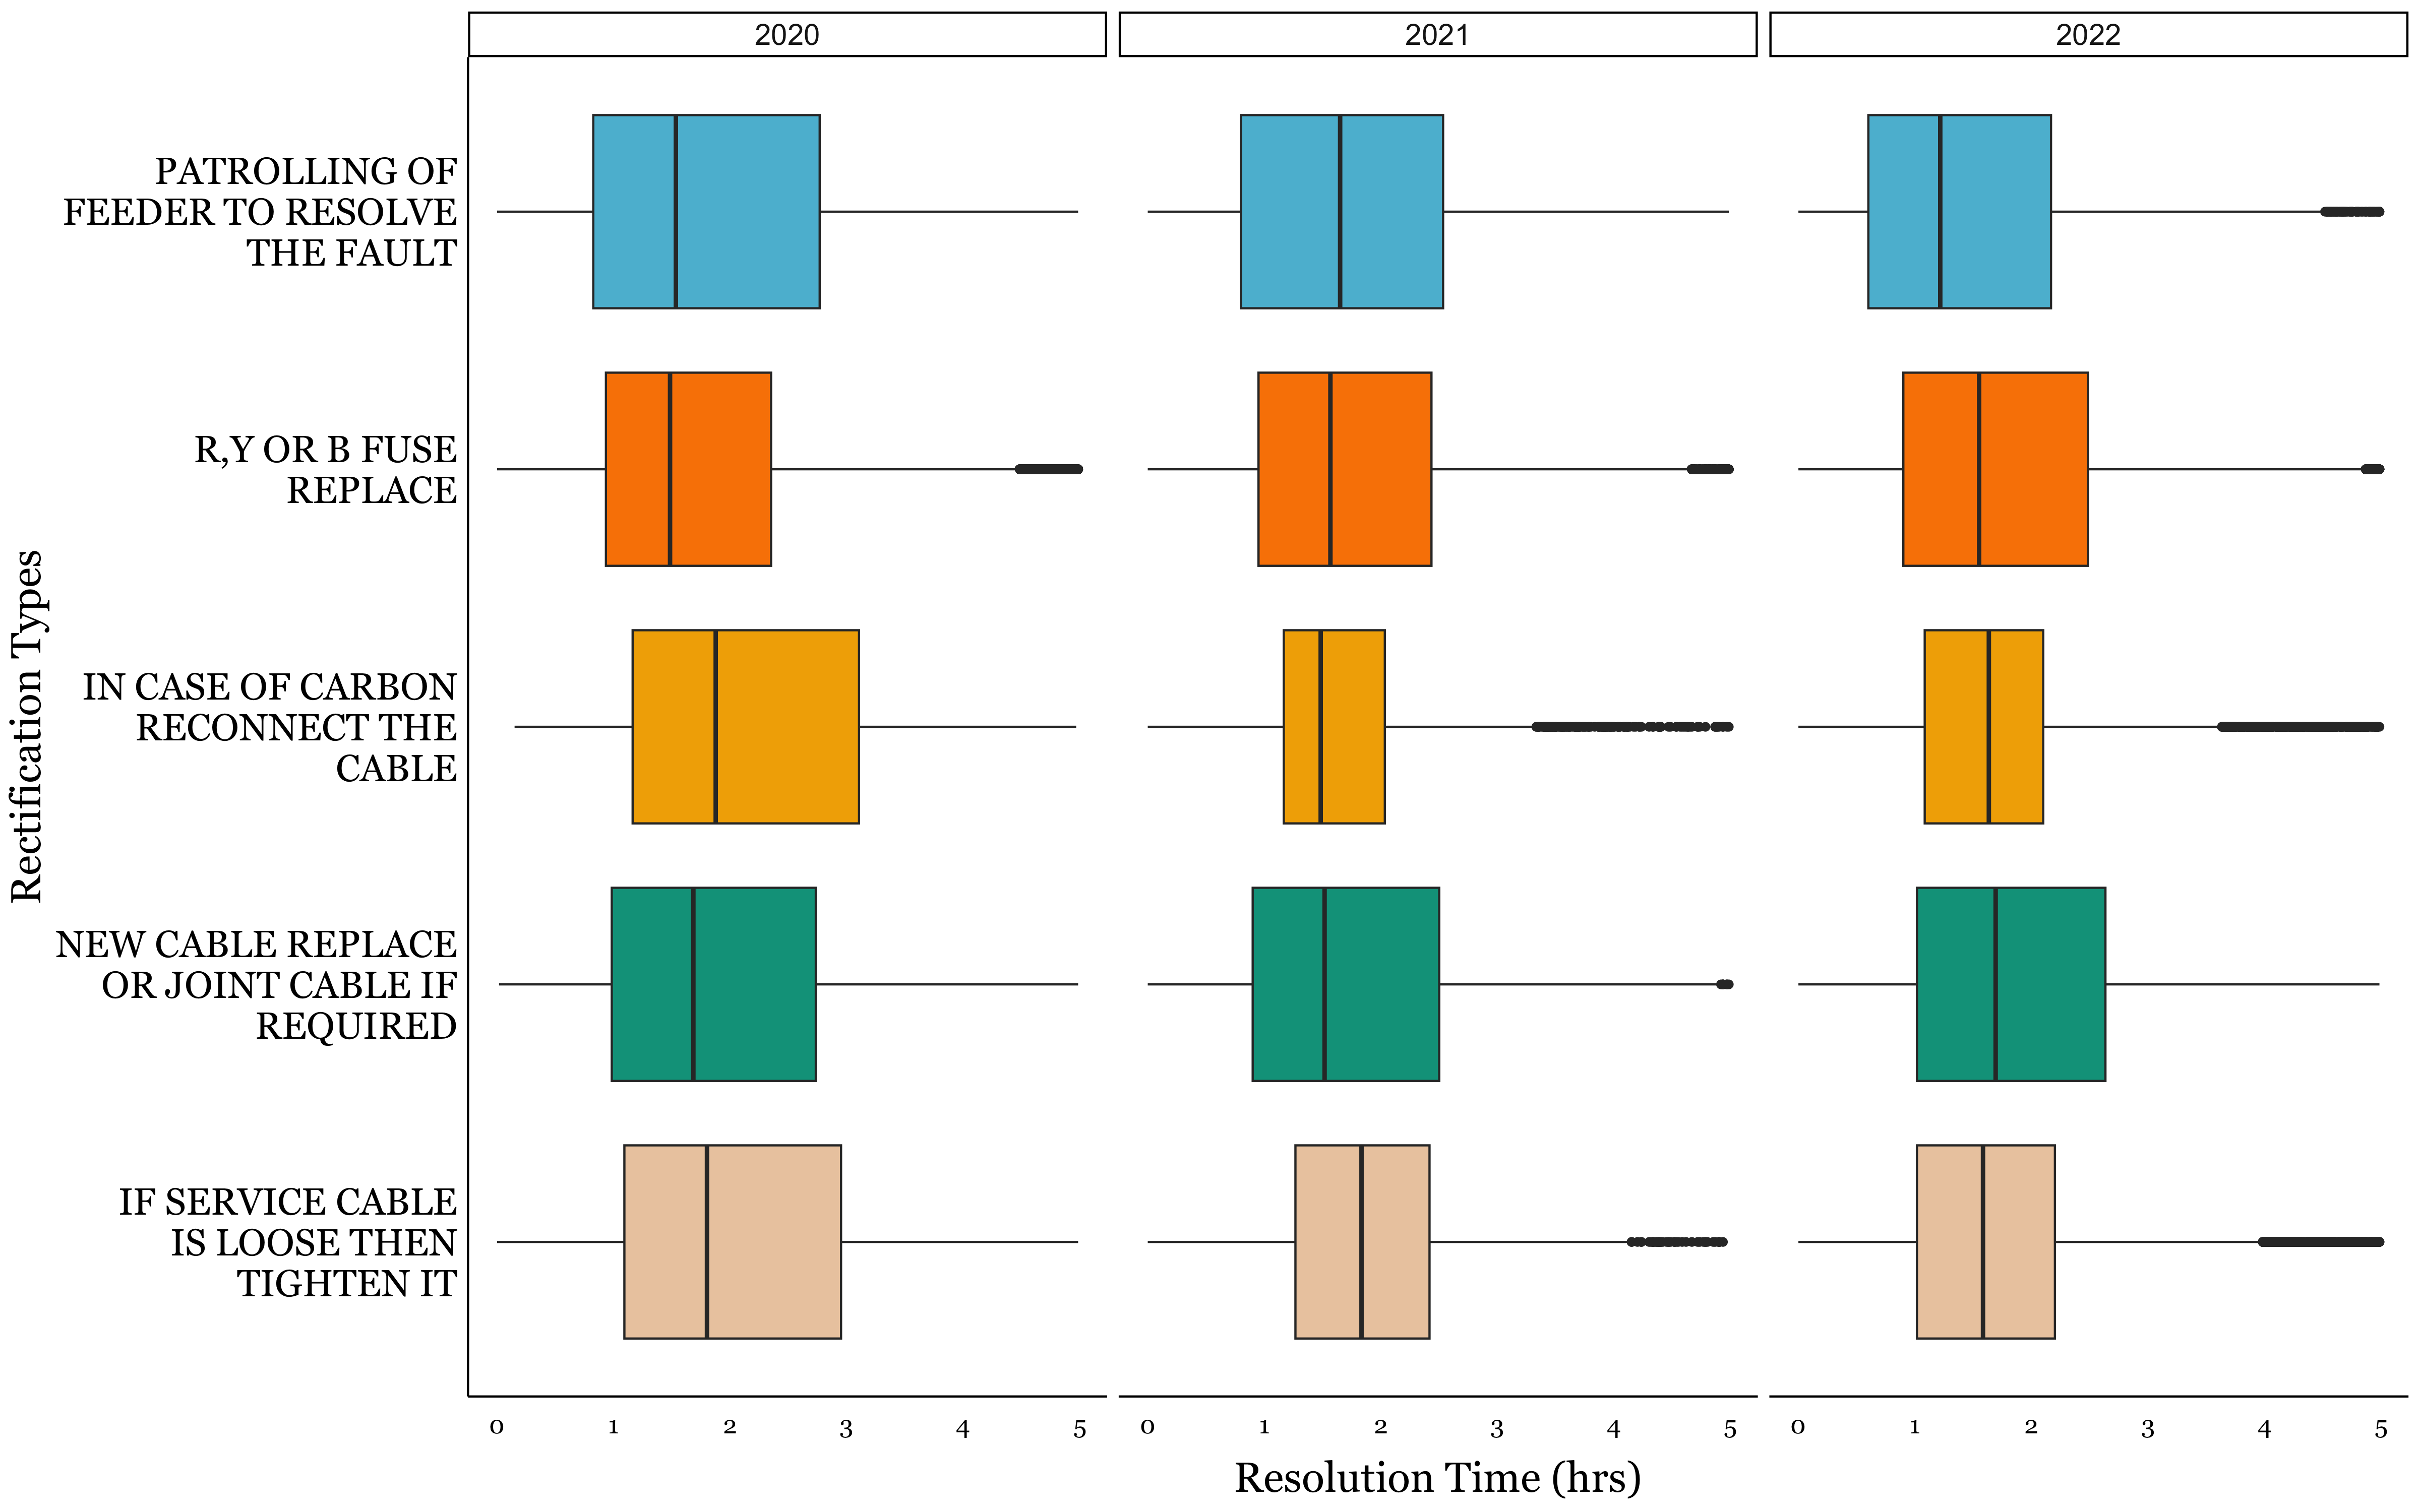 2020
2021
2022
PATROLLING OF
FEEDER TO RESOLVE
THE FAULT
R,Y OR B FUSE
REPLACE
IN CASE OF CARBON
RECONNECT THE
CABLE
NEW CABLE REPLACE
OR JOINT CABLE IF
REQUIRED
IF SERVICE CABLE
IS LOOSE THEN
TIGHTEN IT
Rectification Types
0 1 2 3 4 5
0 1 2 3 4 5
0 1 2 3 4 5
Resolution Time (hrs)